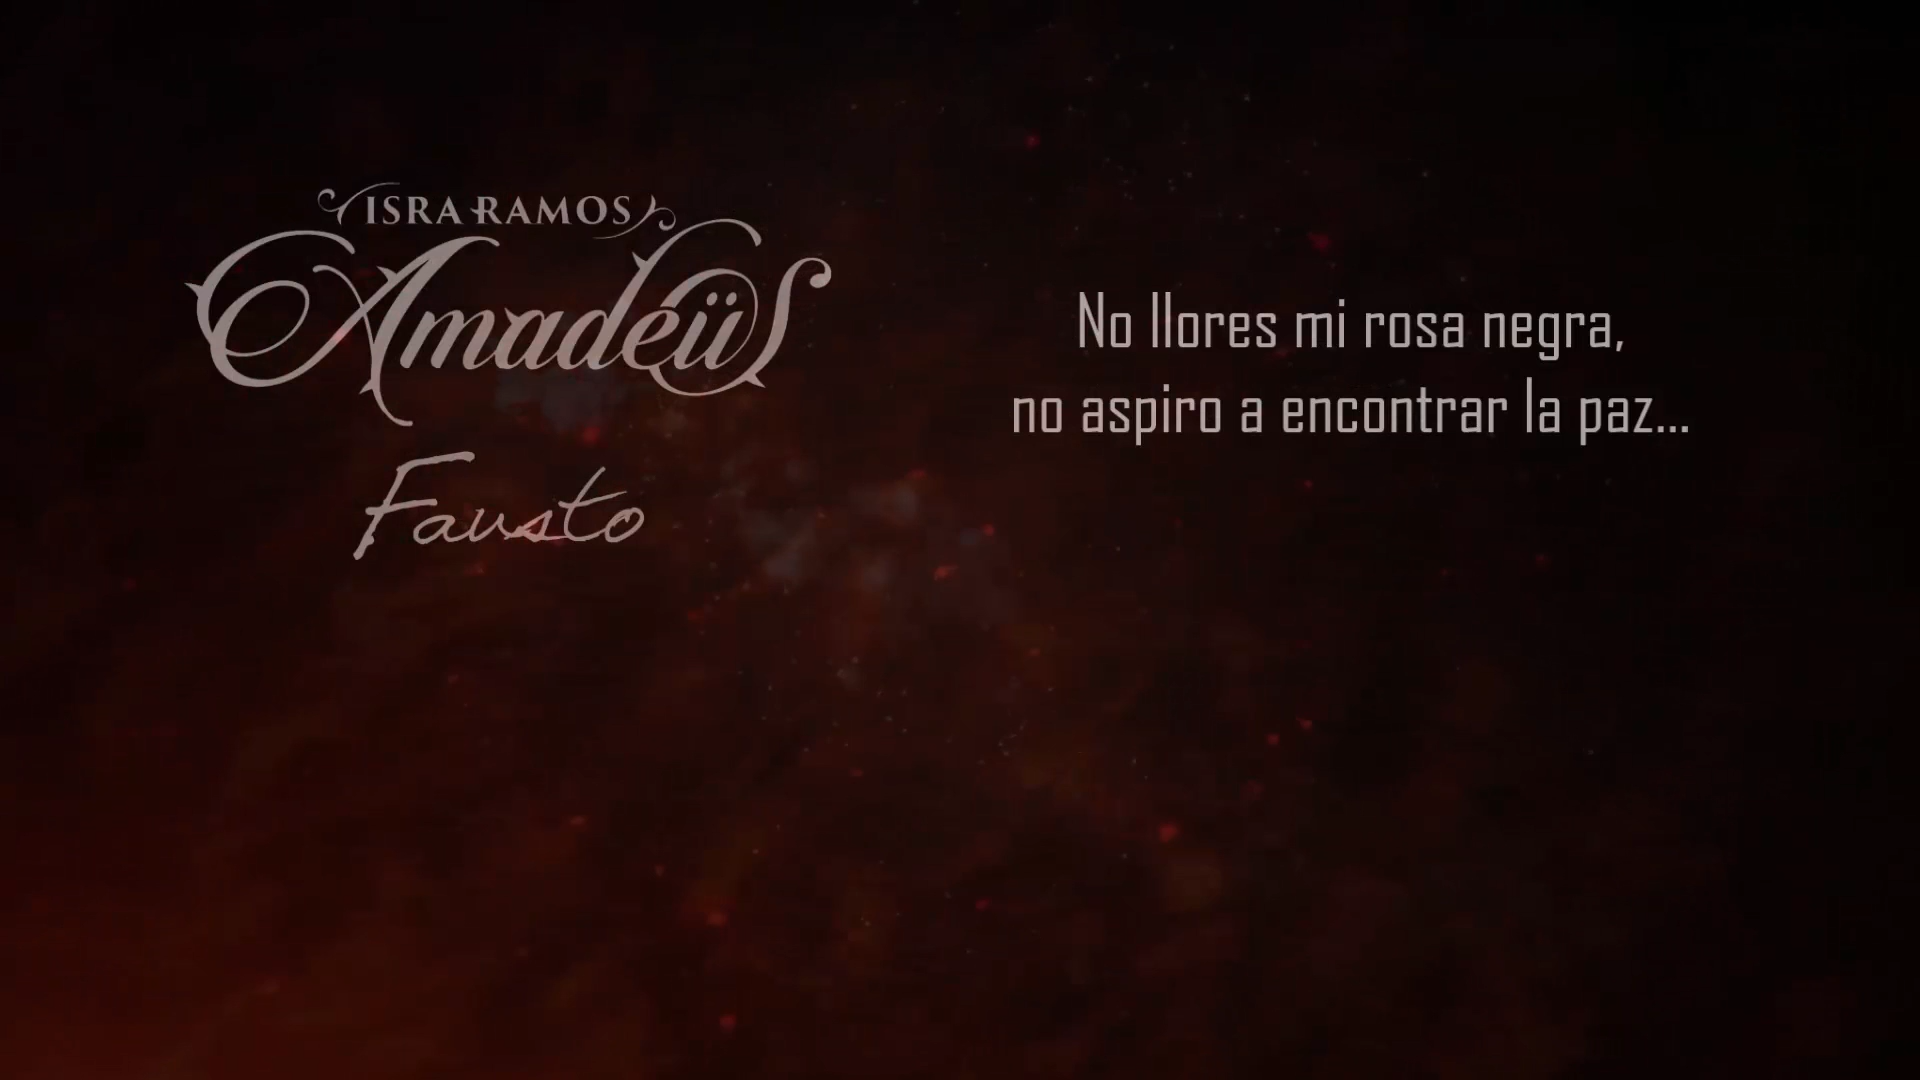 ISRA RAMOS
Amadeüs
Fausto
No llores mi rosa negra,
no aspiro a encontrar la paz...